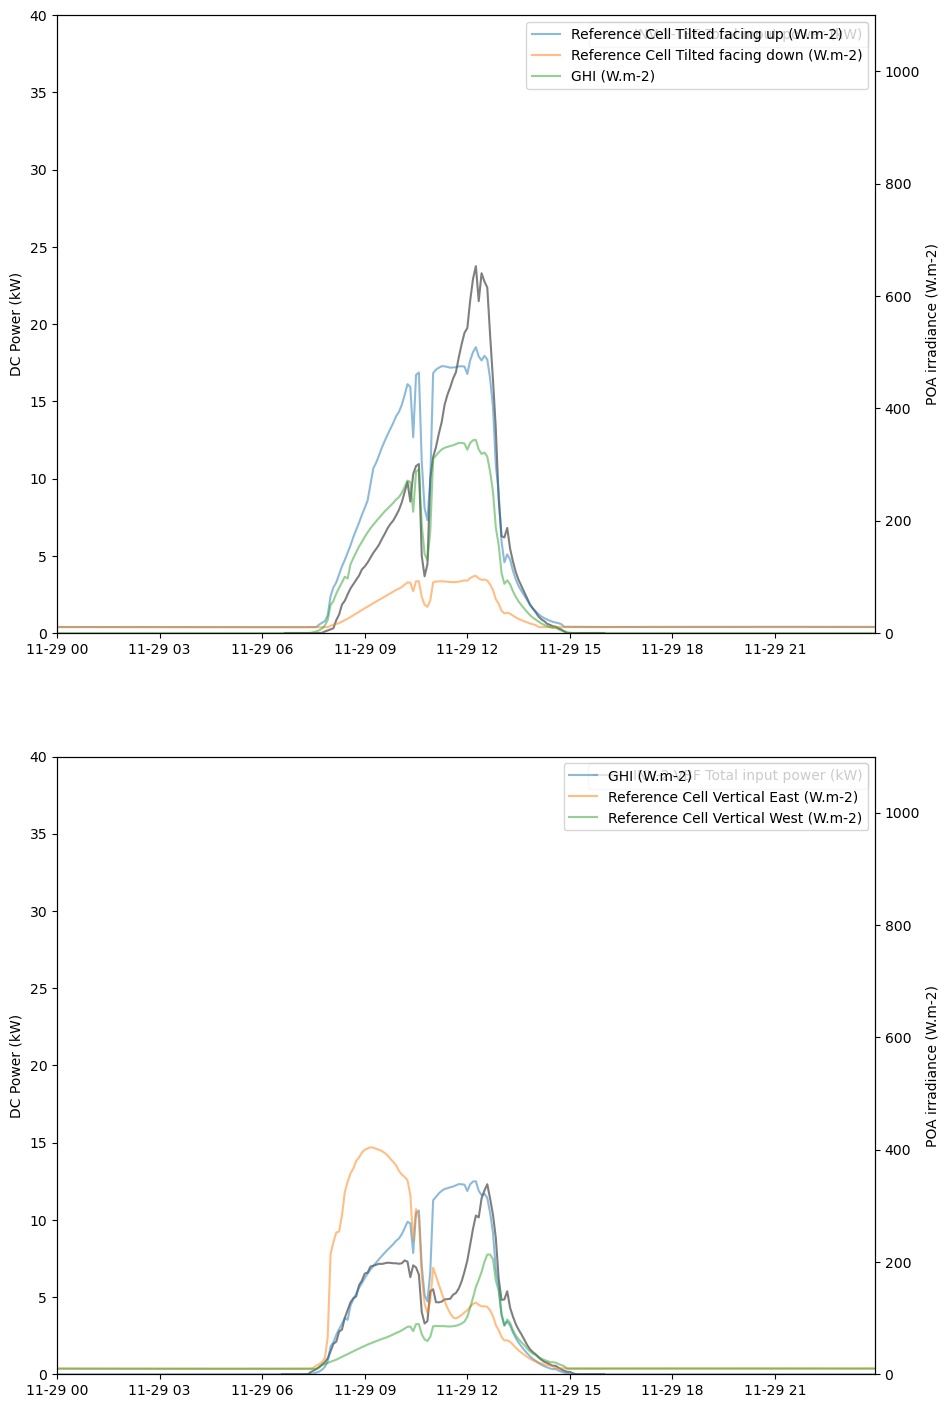 40
35
30
25
20
15
10
5
0
DC Power (kW)
Reference Cell Tilted facing up (W.m-2)
Reference Cell Tilted facing down (W.m-2)
GHI (W.m-2)
1000
800
600
400
200
0
POA irradiance (W.m-2)
11-29 00 11-29 03 11-29 06 11-29 09 11-29 12 11-29 15 11-29 18 11-29 21
40
35
30
25
20
15
10
5
0
DC Power (kW)
GHI (W.m-2)
Total input power (kW)
Reference Cell Vertical East (W.m-2)
Reference Cell Vertical West (W.m-2)
1000
800
600
400
200
0
POA irradiance (W.m-2)
11-29 00 11-29 03 11-29 06 11-29 09 11-29 12 11-29 15 11-29 18 11-29 21